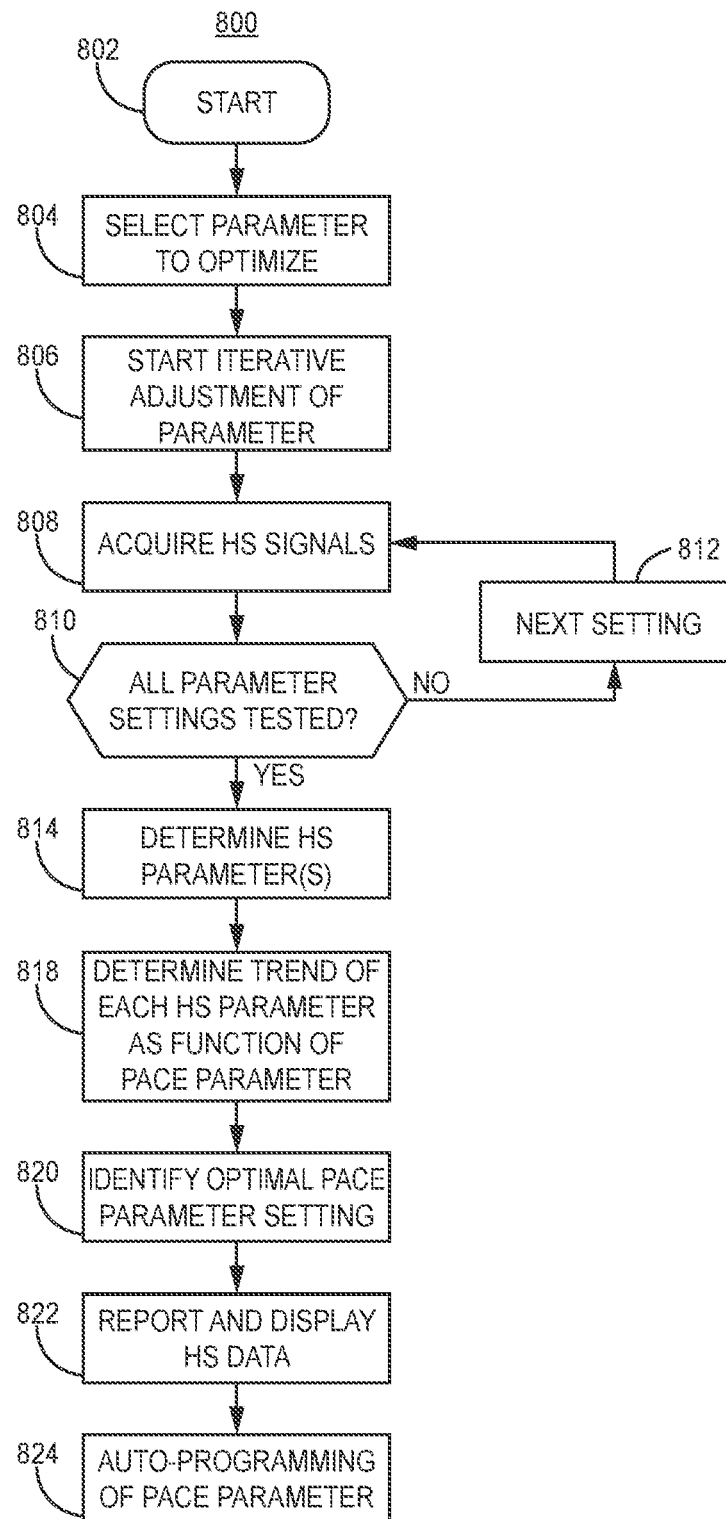 800
802
START
804
SELECT PARAMETER
TO OPTIMIZE
806
START ITERATIVE
ADJUSTMENT OF
PARAMETER
808
ACQUIRE HS SIGNALS
812
NEXT SETTING
810
ALL PARAMETER
SETTINGS TESTED?
NO
YES
814
DETERMINE HS
PARAMETER(S)
818
DETERMINE TREND OF
EACH HS PARAMETER
AS FUNCTION OF
PACE PARAMETER
820
IDENTIFY OPTIMAL PACE
PARAMETER SETTING
822
REPORT AND DISPLAY
HS DATA
824
AUTO-PROGRAMMING
OF PACE PARAMETER